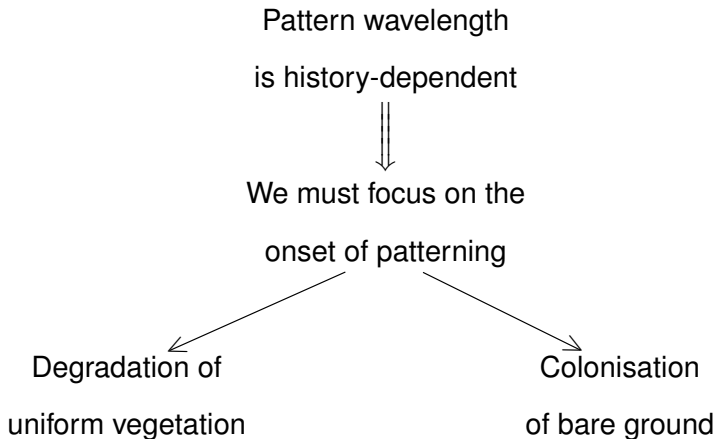 Pattern wavelength
is history-dependent
We must focus on the
onset of patterning
Degradation of
uniform vegetation
Colonisation
of bare ground